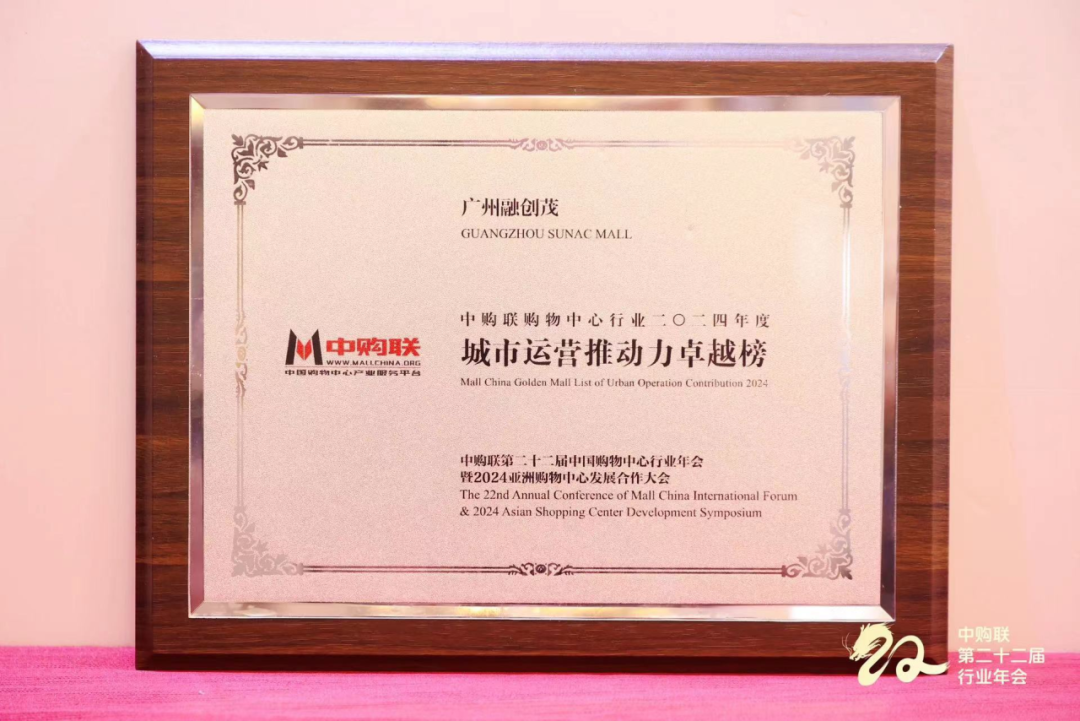 广州融创茂
GUANGZHOU SUNAC MALL
中购联购物中心行业二〇二四年度
城市运营推动力卓越榜
Mall China Golden Mall List of Urban Operation Contribution 2024
中购联
WWW.MALLCHINA.ORG
中国购物中心产业服务平台
中购联第二十二届中国购物中心行业年会
暨2024亚洲购物中心发展合作大会
The 22nd Annual Conference of Mall China International Forum
& 2024 Asian Shopping Center Development Symposium
中购联
第二十二届
行业年会